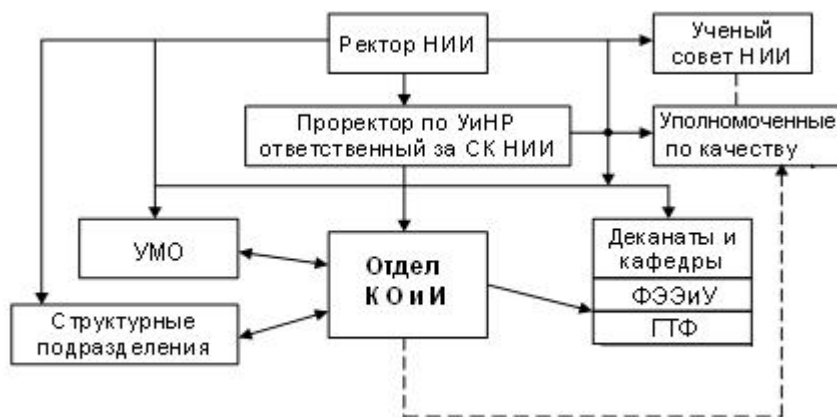 Ректор НИИ
Ученый
совет НИИ
Проректор по УиНР
ответственный за СК НИИ
Уполномоченные
по качеству
УМО
Отдел
К О и И
Деканаты и
кафедры
ФЭЭиУ
ГТФ
Структурные
подразделения